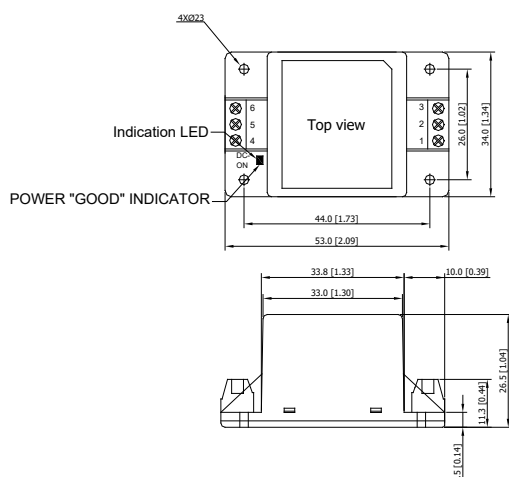 4XØ23
6
5
4
DC-
ON
Top view
3
2
1
26.0 [1.02]
34.0 [1.34]
Indication LED
POWER "GOOD" INDICATOR
44.0 [1.73]
53.0 [2.09]
33.8 [1.33]
10.0 [0.39]
33.0 [1.30]
26.5 [1.04]
11.3 [0.44]
.5 [0.14]